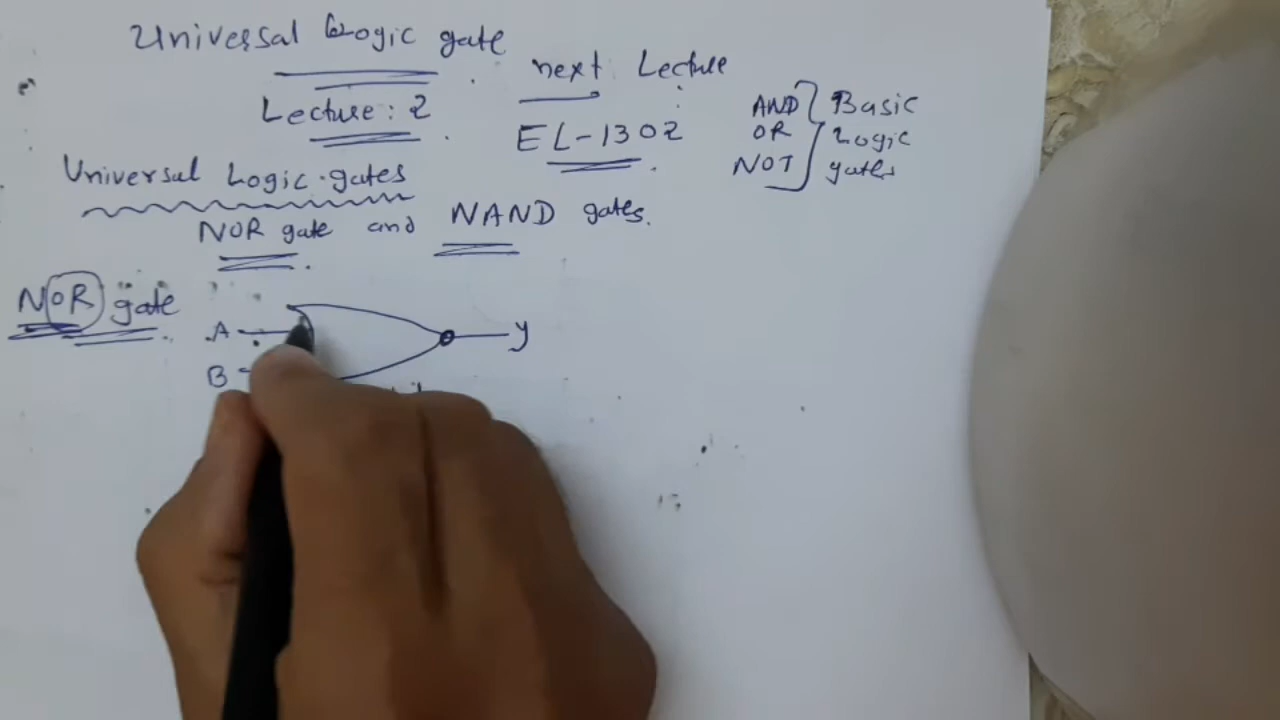 Universal Logic gate
Lecture: 2
next Lecture
EL-1302
AND
OR
NOT
Basic
Logic
gates
Universal Logic gates
NOR gate and NAND gates.
NOR gate
A
B
y